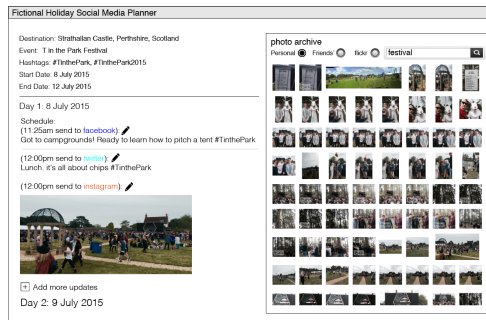 Fictional Holiday Social Media Planner
Destination: Strathallan Castle, Perthshire, Scotland
Event: T in the Park Festival
Hashtags: #TinthePark, #TinthePark2015
Start Date: 8 July 2015
End Date: 12 July 2015
Day 1: 8 July 2015
Schedule:
(11:25am send to facebook):
Got to campgrounds! Ready to learn how to pitch a tent #TinthePark
(12:00pm send to twitter):
Lunch. it's all about chips #TinthePark
(12:00pm send to instagram):
Add more updates
Day 2: 9 July 2015
photo archive
Personal Friends' flickr festival